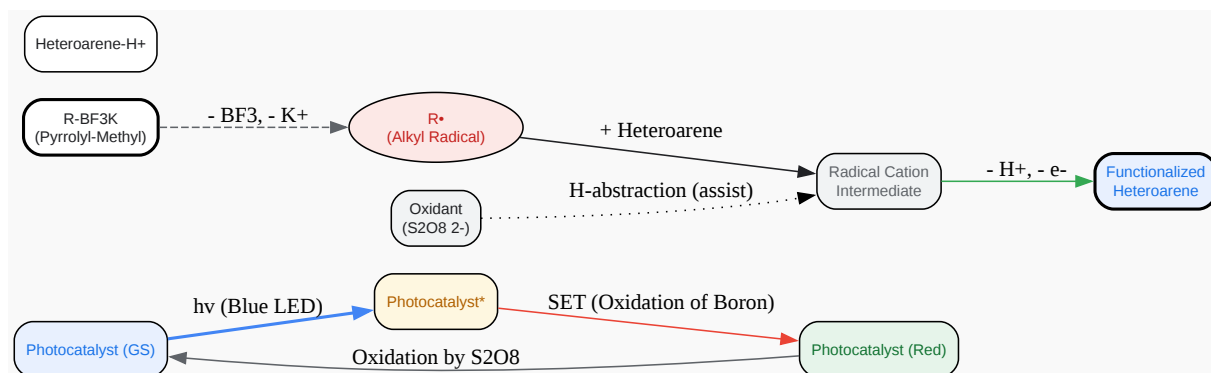 Heteroarene-H+
R-BF3K
(Pyrrolyl-Methyl)
- BF3, - K+
R•
(Alkyl Radical)
+ Heteroarene
Radical Cation
Intermediate
- H+, - e-
Functionalized
Heteroarene
Oxidant
(S2O8 2-)
H-abstraction (assist)
Photocatalyst (GS)
hv (Blue LED)
Photocatalyst*
SET (Oxidation of Boron)
Photocatalyst (Red)
Oxidation by S2O8